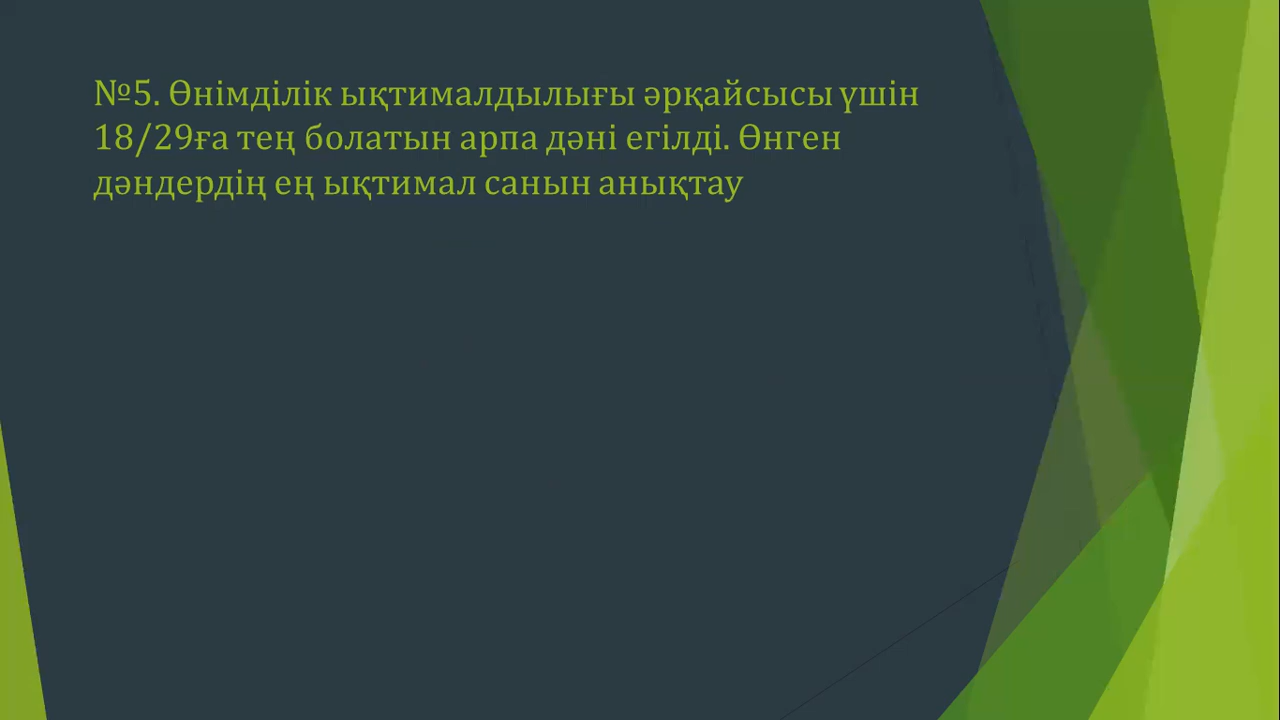 №5. Өнімділік ықтималдылығы әрқайсысы үшін
18/29ға тең болатын арпа дәні егілді. Өнген
дәндердің ең ықтимал санын анықтау